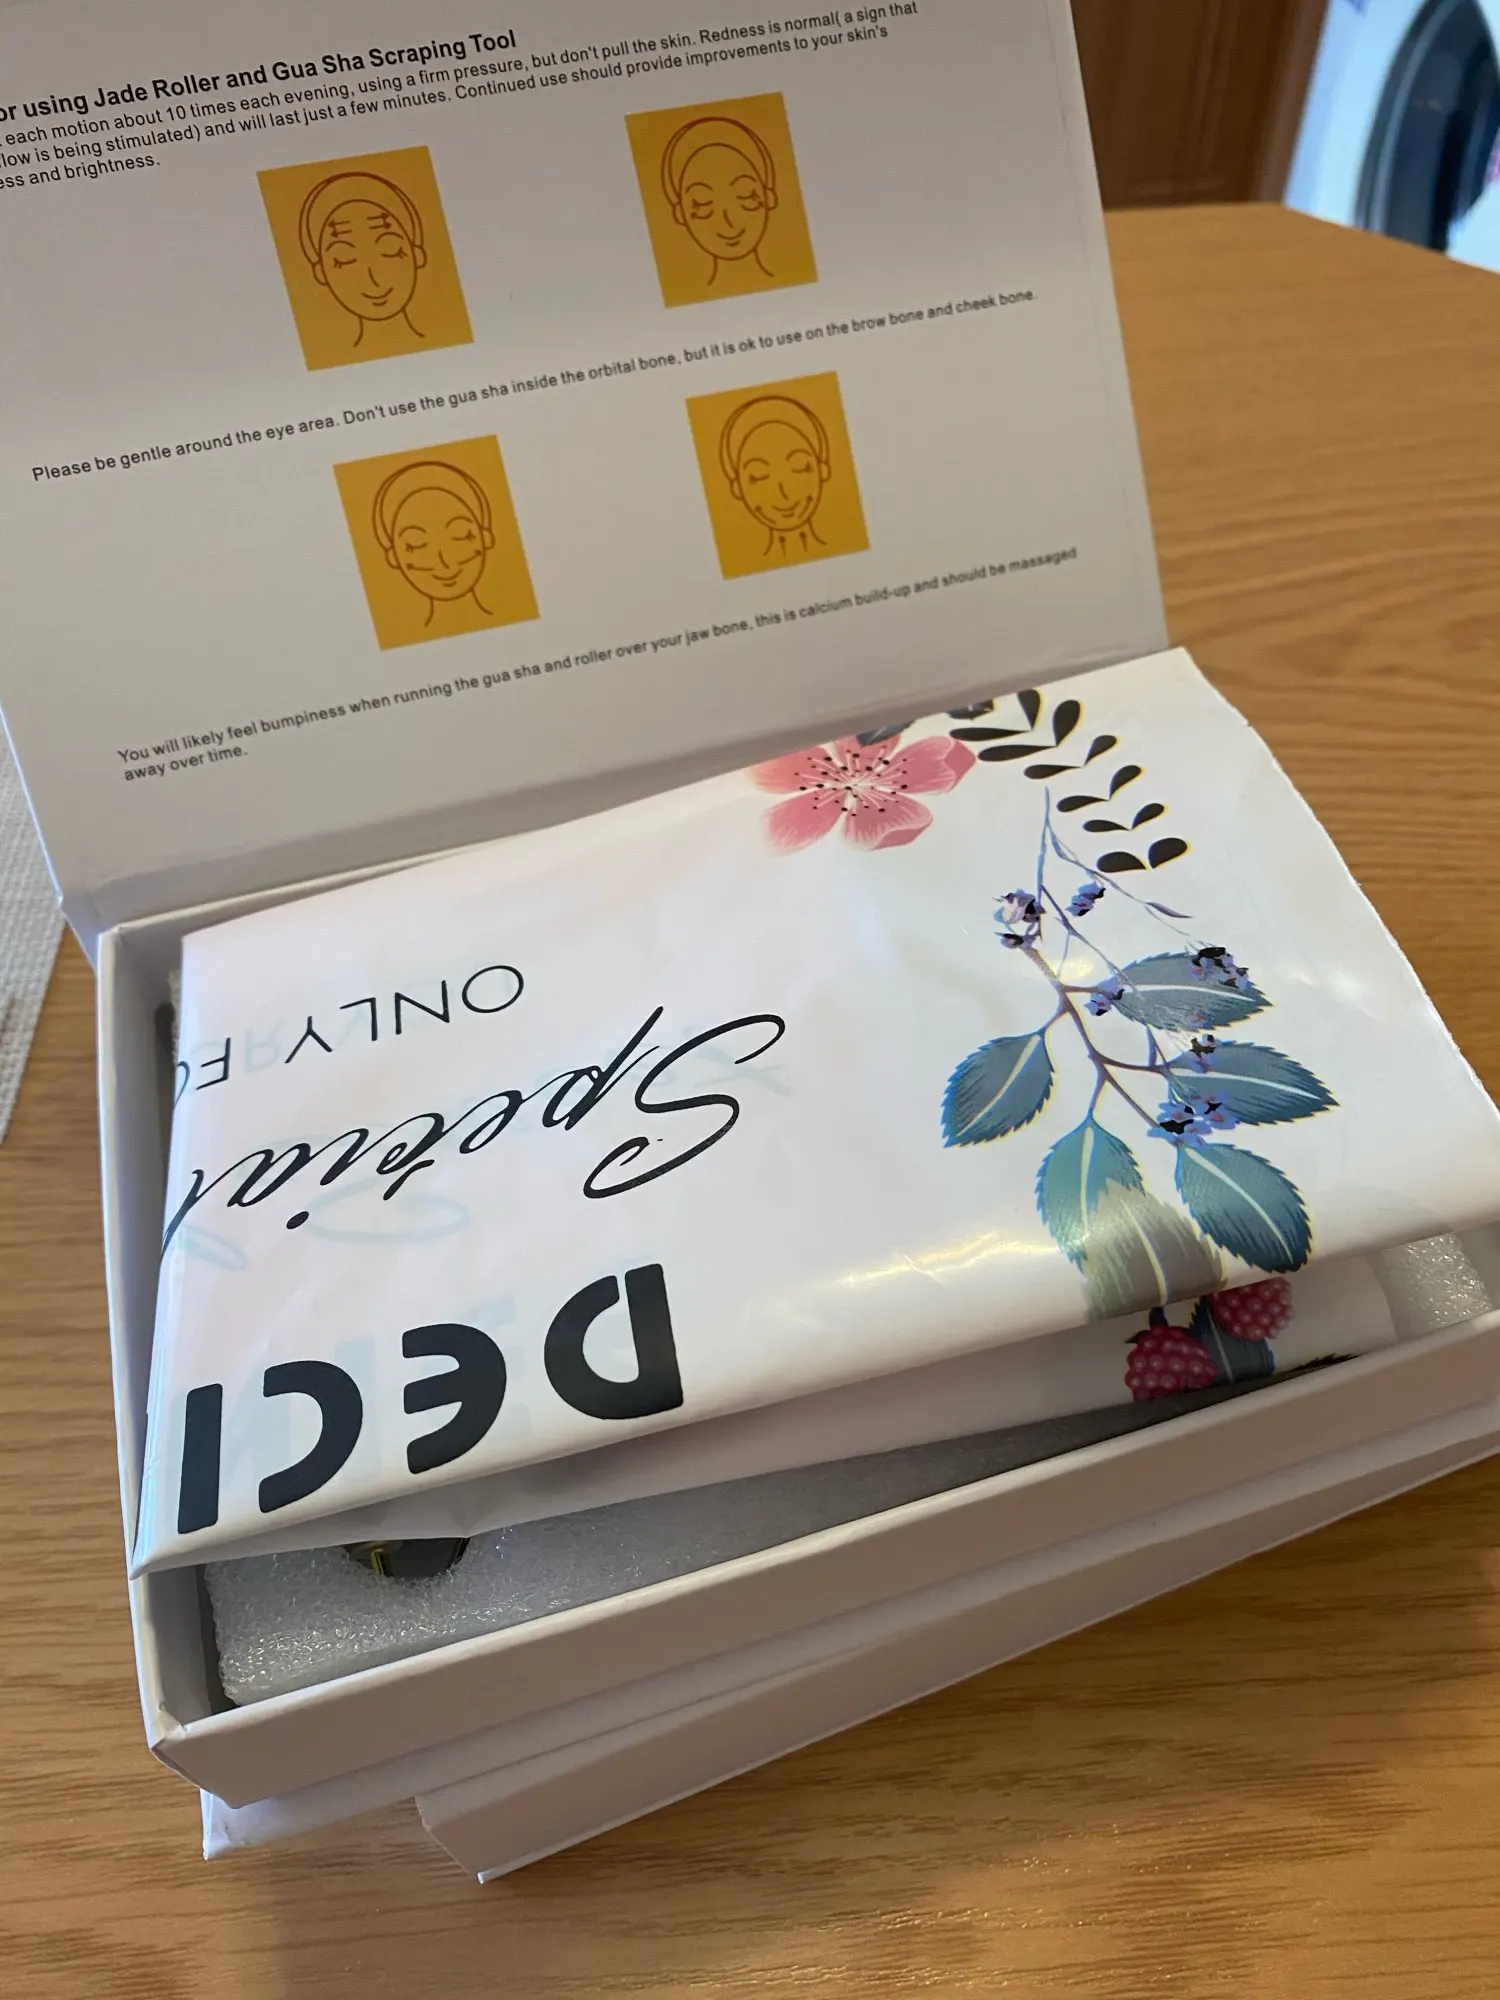 or using Jade Roller and Gua Sha Scraping Tool
each motion about 10 times each evening, using a firm pressure, but don't pull the skin. Redness is normal( a sign that
flow is being stimulated) and will last just a few minutes. Continued use should provide improvements to your skin's
ess and brightness.
Please be gentle around the eye area. Don't use the gua sha inside the orbital bone, but it is ok to use on the brow bone and cheek bone.
You will likely feel bumpiness when running the gua sha and roller over your jaw bone, this is calcium build-up and should be massaged
away over time.
DECI
Special
ONLY FO